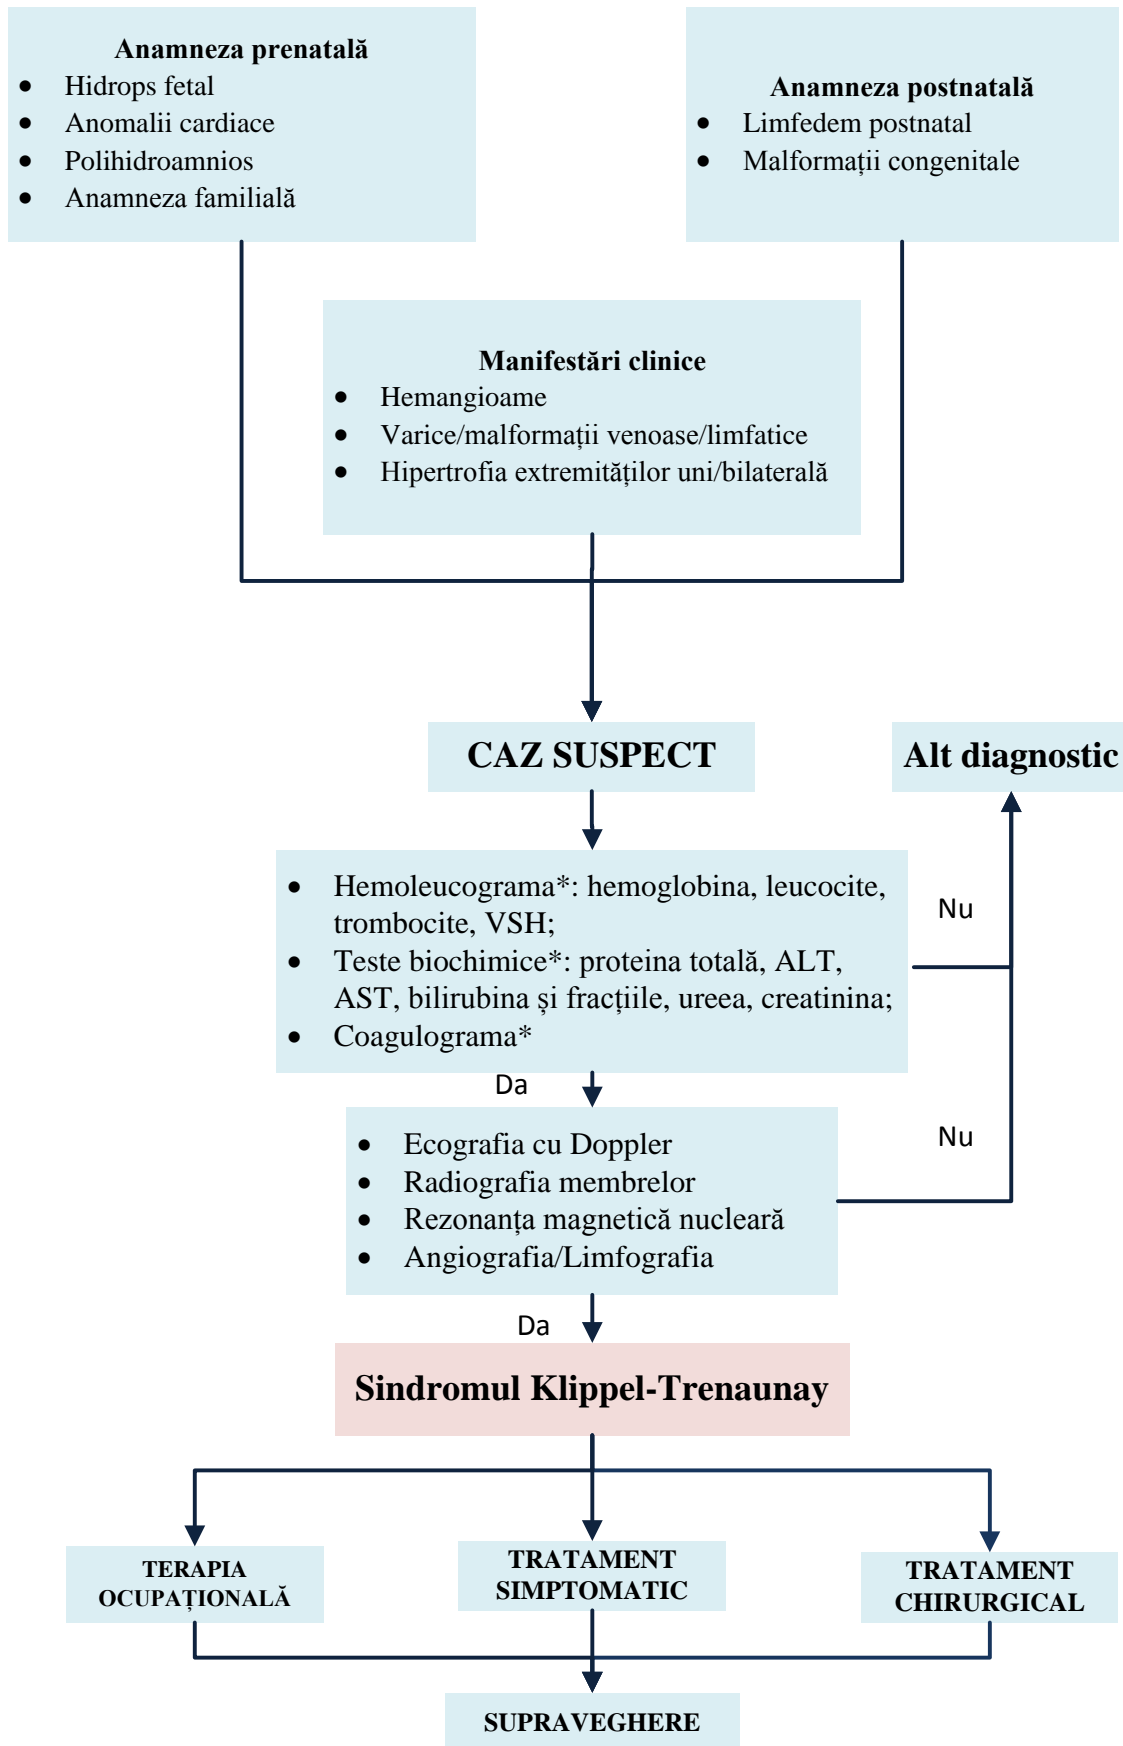 Anamneza prenatală
• Hidrops fetal
• Anomalii cardiace
• Polihidroamnios
• Anamneza familială
Anamneza postnatală
• Limfedem postnatal
• Malformații congenitale
Manifestări clinice
• Hemangioame
• Varice/malformații venoase/limfatice
• Hipertrofia extremităților uni/bilaterală
CAZ SUSPECT
Alt diagnostic
• Hemoleucograma*: hemoglobina, leucocite,
trombocite, VSH;
• Teste biochimice*: proteina totală, ALT,
AST, bilirubina și fracțiile, ureea, creatinina;
• Coagulograma*
Nu
Da
• Ecografia cu Doppler
• Radiografia membrelor
• Rezonanța magnetică nucleară
• Angiografia/Limfografia
Nu
Da
Sindromul Klippel-Trenaunay
TERAPIA
OCUPAȚIONALĂ
TRATAMENT
SIMPTOMATIC
TRATAMENT
CHIRURGICAL
SUPRAVEGHERE